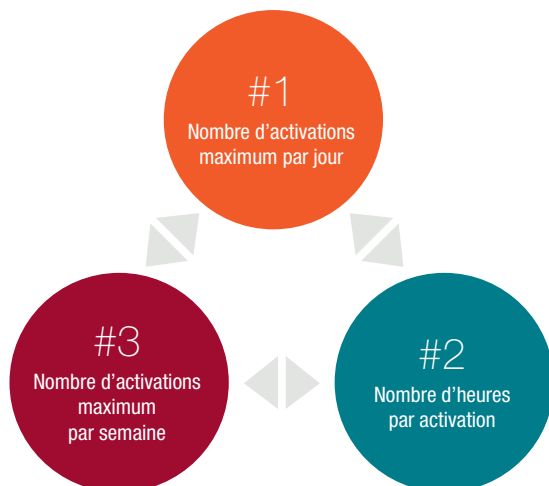 #1
Nombre d’activations
maximum par jour
#3
Nombre d’activations
maximum
par semaine
#2
Nombre d’heures
par activation